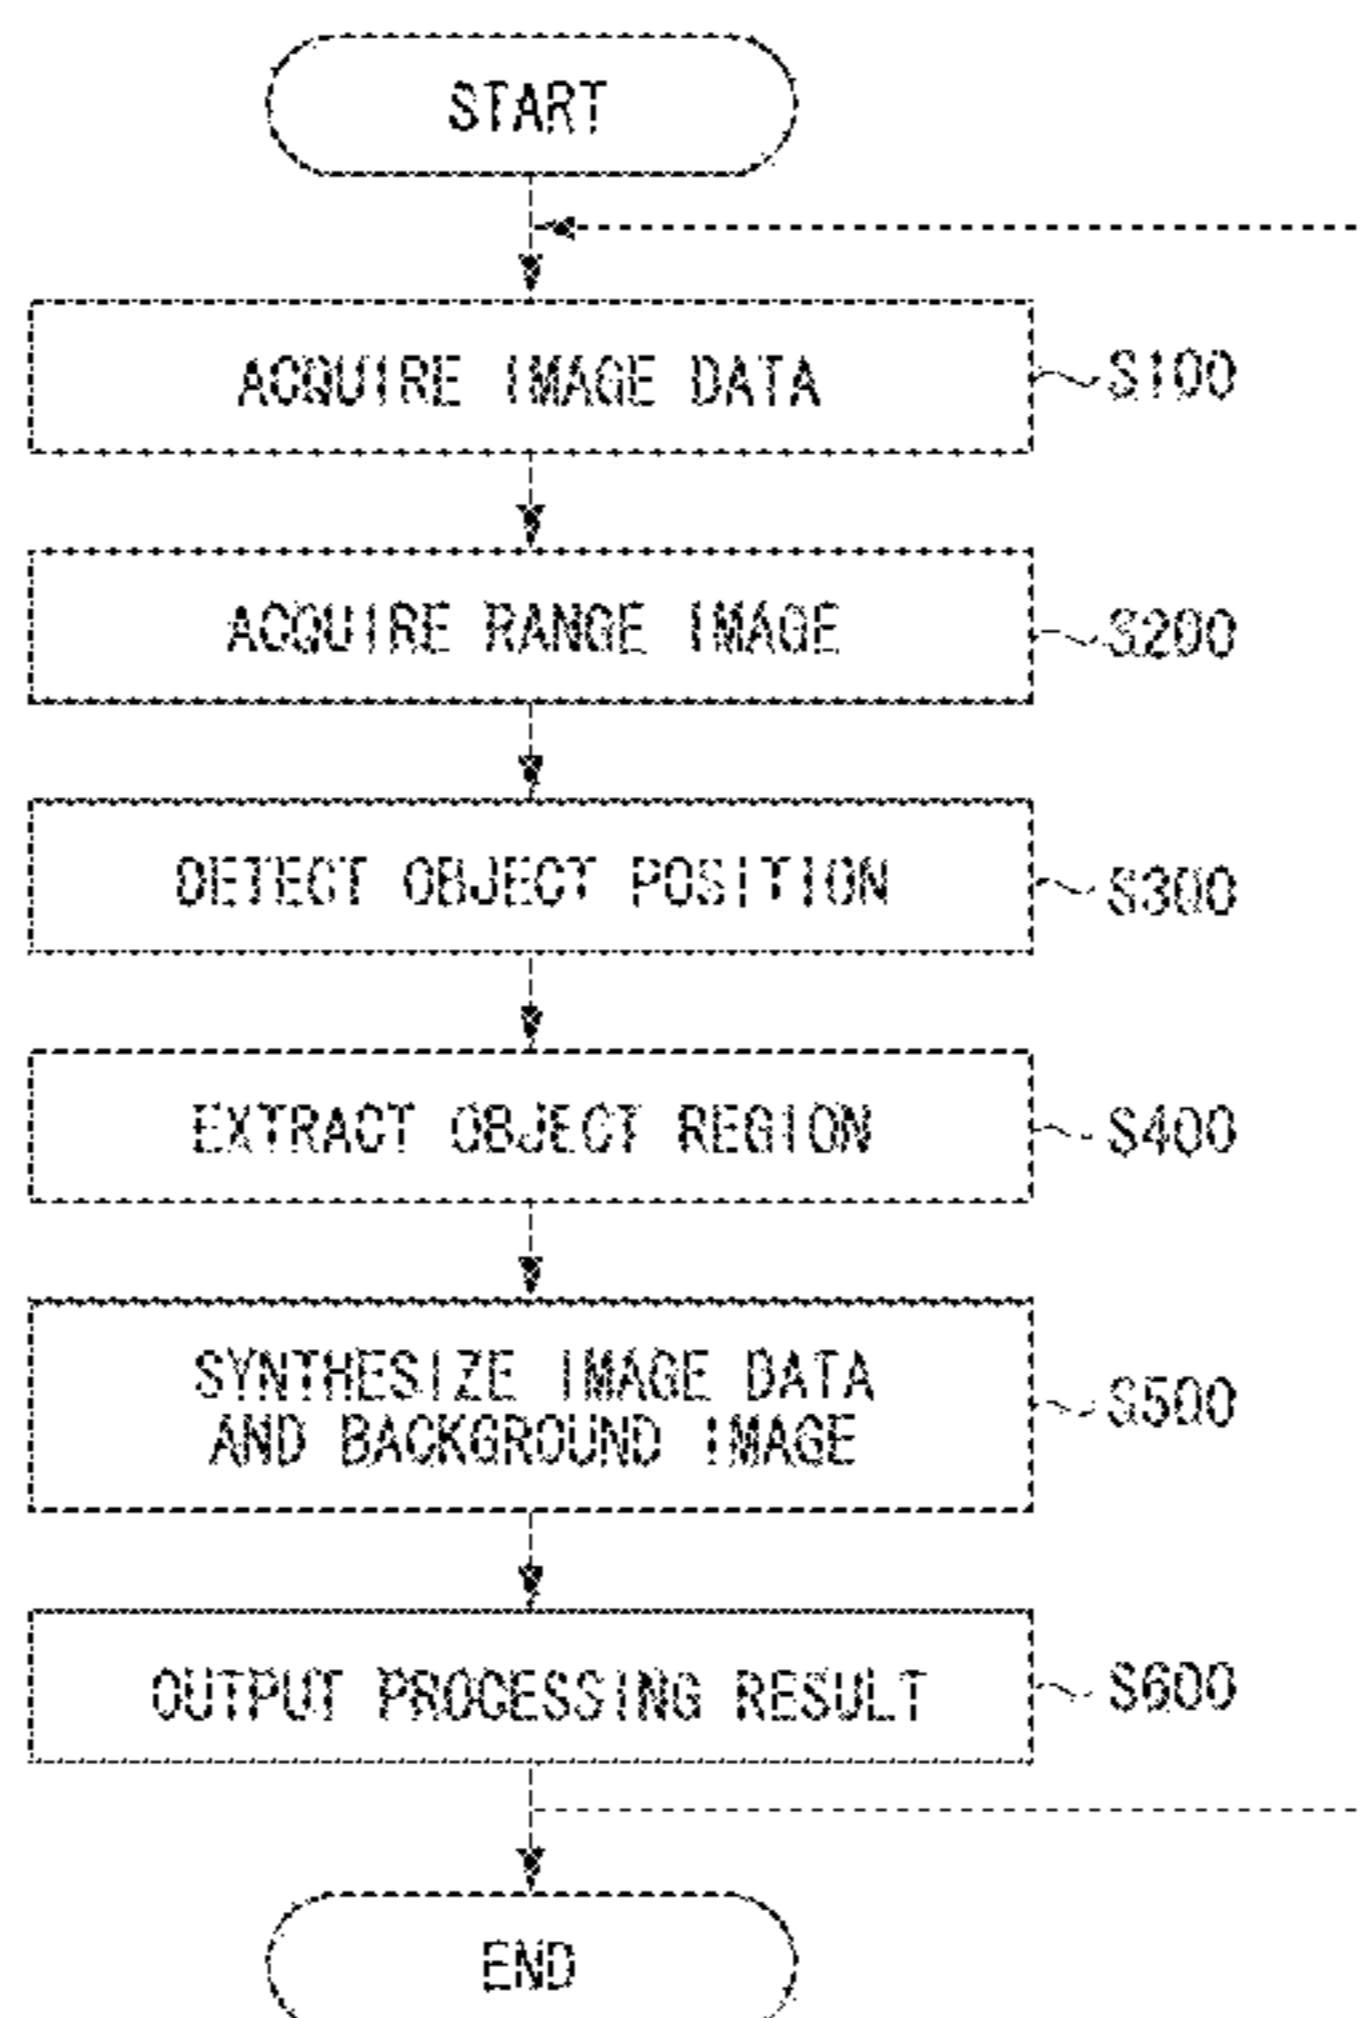 START
ACQUIRE IMAGE DATA
S100
ACQUIRE RANGE IMAGE
S200
DETECT OBJECT POSITION
S300
EXTRACT OBJECT REGION
S400
SYNTHESIZE IMAGE DATA
AND BACKGROUND IMAGE
S500
OUTPUT PROCESSING RESULT
S600
END